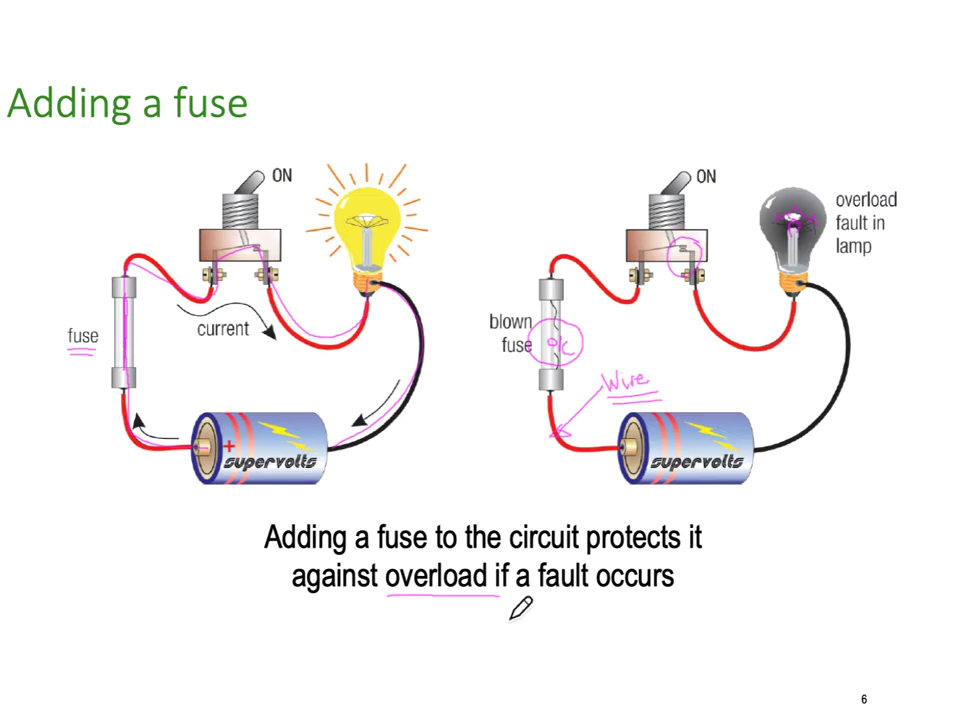 Adding a fuse
ON
fuse
current
+
SUPERVOLTS
ON
overload
fault in
lamp
blown
fuse
OC
Wire
SUPERVOLTS
Adding a fuse to the circuit protects it
against overload if a fault occurs
6